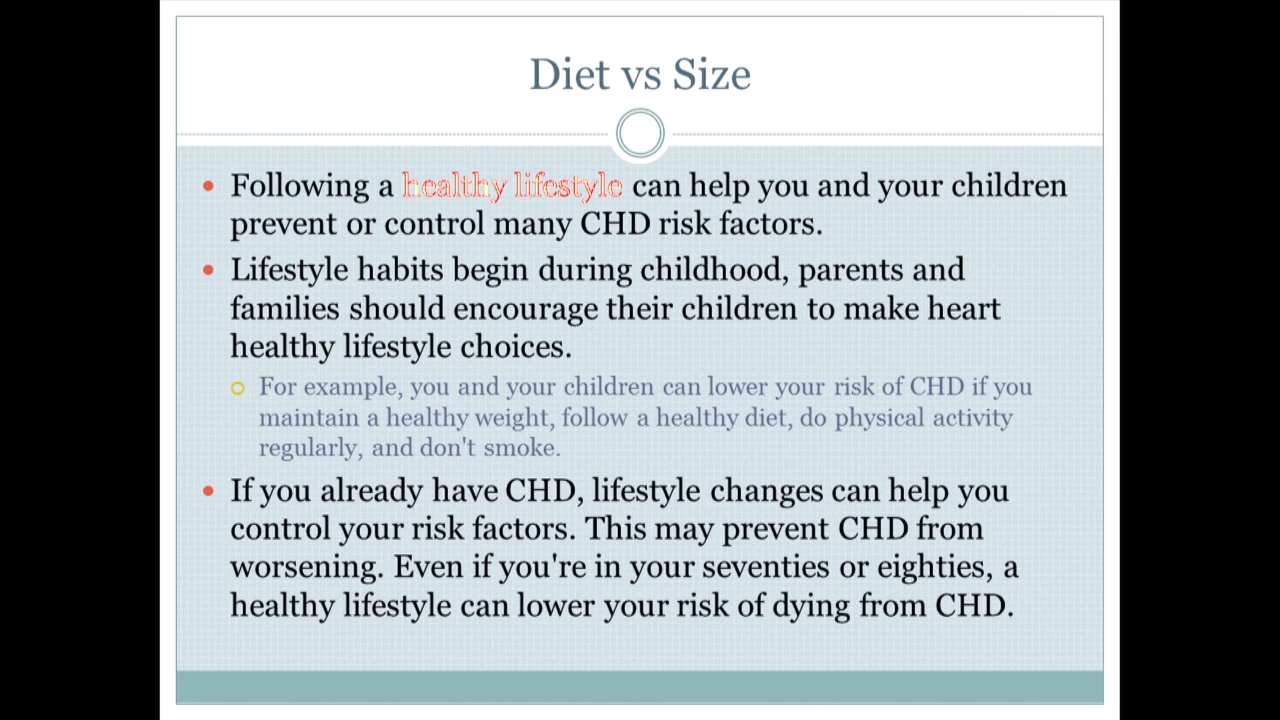 Diet vs Size
Following a healthy lifestyle can help you and your children
prevent or control many CHD risk factors.
Lifestyle habits begin during childhood, parents and
families should encourage their children to make heart
healthy lifestyle choices.
For example, you and your children can lower your risk of CHD if you
maintain a healthy weight, follow a healthy diet, do physical activity
regularly, and don't smoke.
If you already have CHD, lifestyle changes can help you
control your risk factors. This may prevent CHD from
worsening. Even if you're in your seventies or eighties, a
healthy lifestyle can lower your risk of dying from CHD.